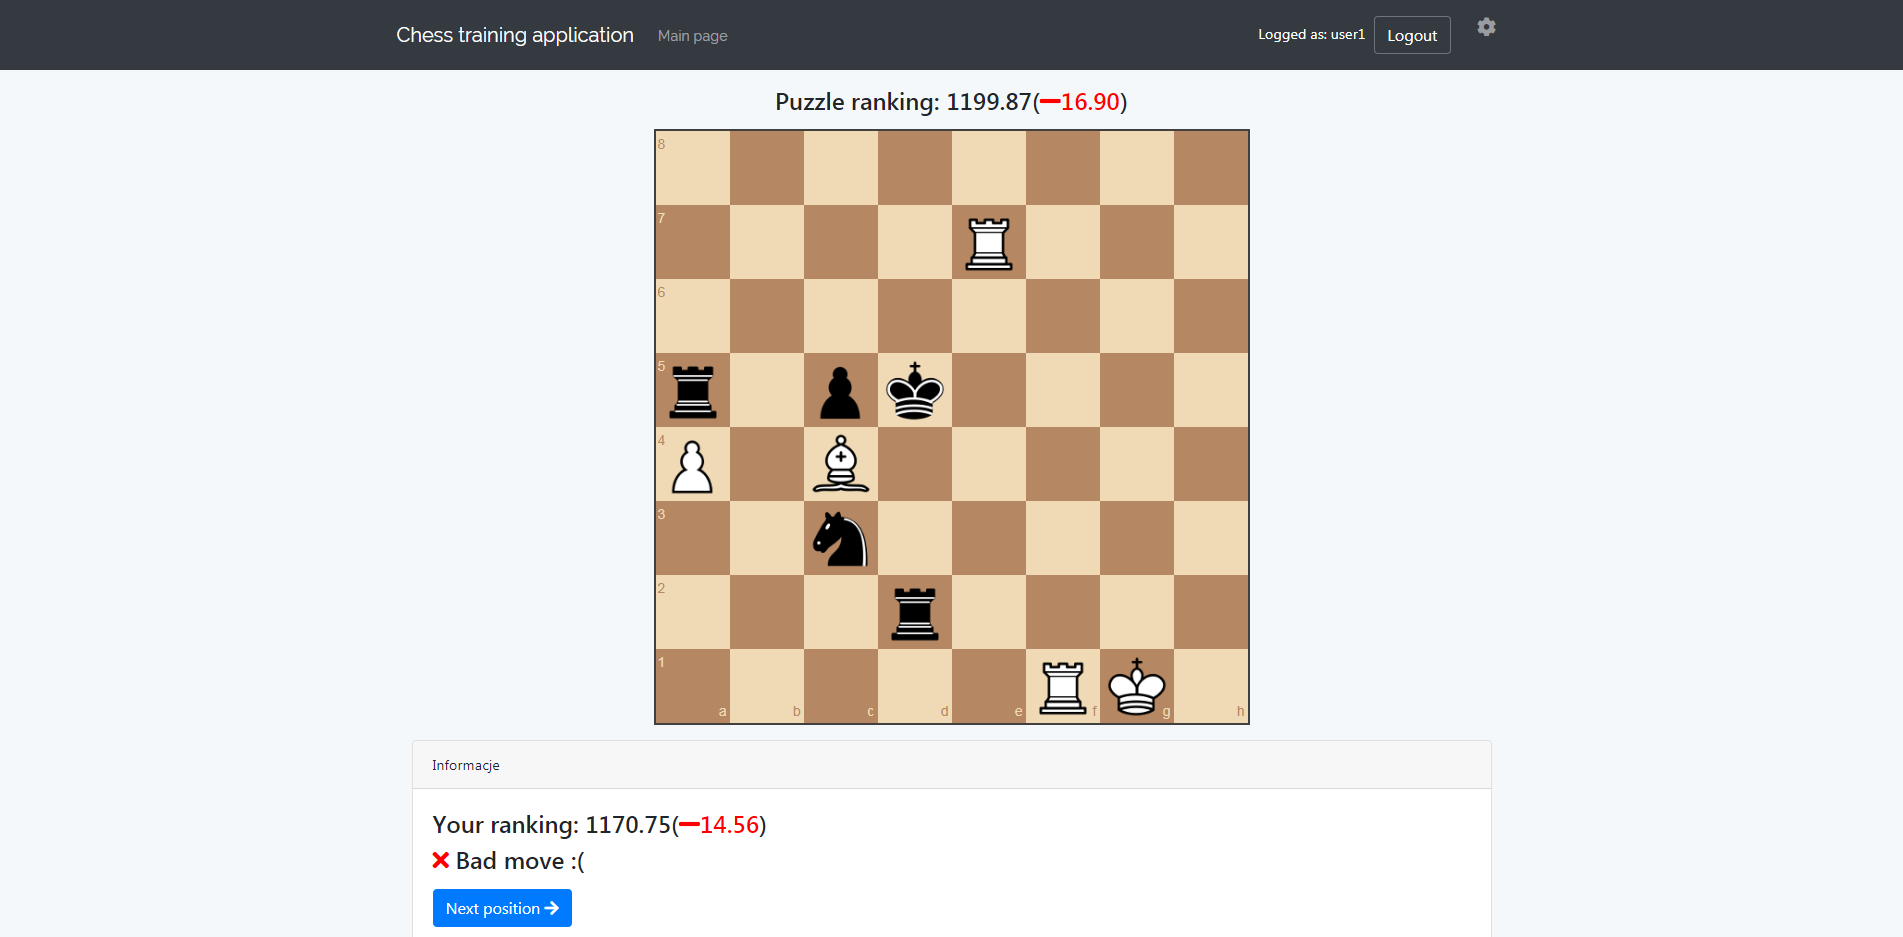 Chess training application Main page Logged as: user1 Logout
Puzzle ranking: 1199.87(−16.90)
8
7
6
5
4
3
2
1
a b c d e f g h
Informacje
Your ranking: 1170.75(−14.56)
Bad move :(
Next position